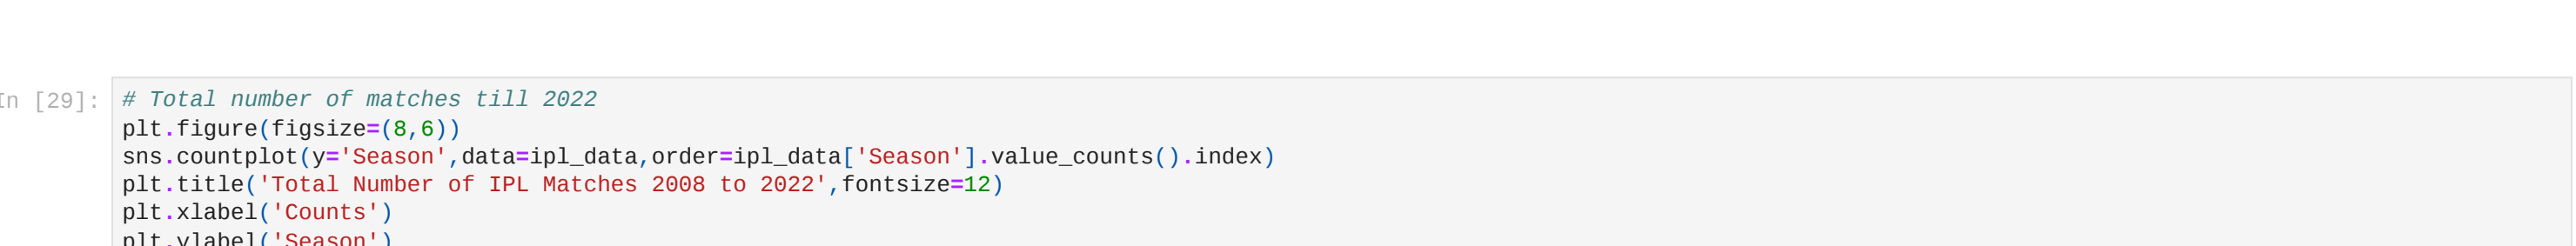 In [29]:
# Total number of matches till 2022
plt.figure(figsize=(8,6))
sns.countplot(y='Season',data=ipl_data,order=ipl_data['Season'].value_counts().index)
plt.title('Total Number of IPL Matches 2008 to 2022',fontsize=12)
plt.xlabel('Counts')
plt.ylabel('Season')